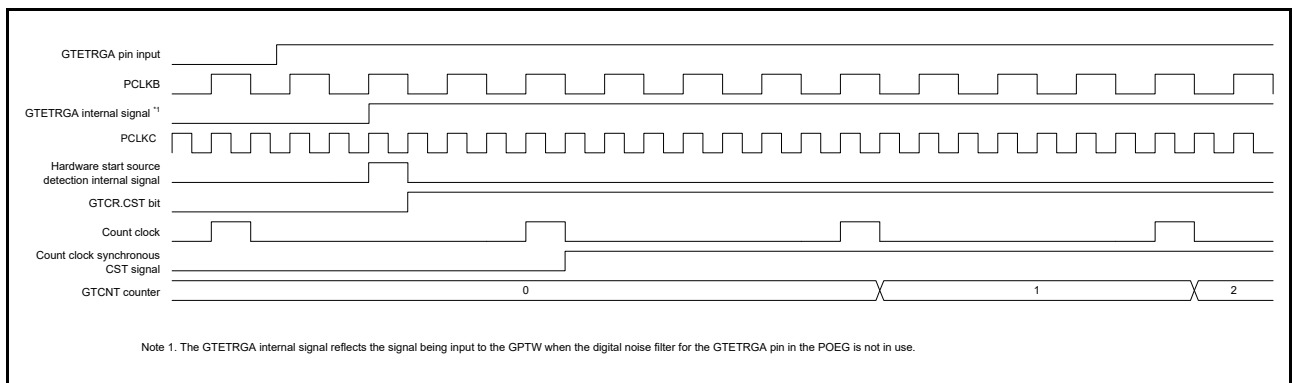 GTETRGA pin input
PCLKB
GTETRGA internal signal *1
PCLKC
Hardware start source
detection internal signal
GTCR.CST bit
Count clock
Count clock synchronous
CST signal
GTCNT counter
0
1
2
Note 1. The GTETRGA internal signal reflects the signal being input to the GPTW when the digital noise filter for the GTETRGA pin in the POEG is not in use.